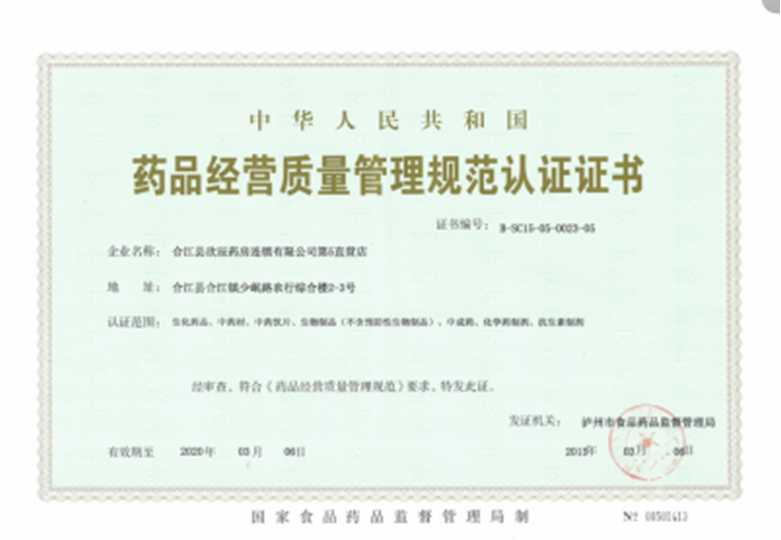 中华人民共和国
药品经营质量管理规范认证证书
证书编号: B-SC15-05-0023-05
企业名称: 合江县欣辰药房连锁有限公司第5直营店
地 址: 合江县合江镇少岷路农行综合楼2-3号
认证范围: 生化药品、中药材、中药饮片、生物制品(不含预防性生物制品)、中成药、化学药制剂、抗生素制剂
经审查，符合《药品经营质量管理规范》要求，特发此证。
发证机关: 泸州市食品药品监督管理局
有效期至 2020年 03月 06日 2015年 03月 06日
国家食品药品监督管理局制 № 00501413